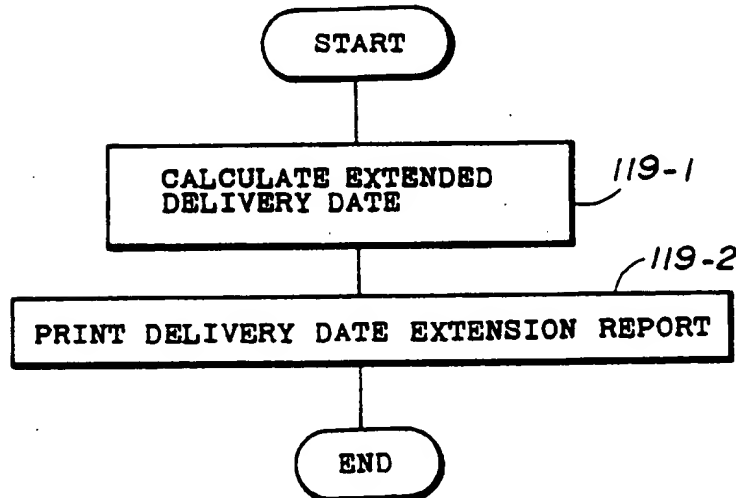 START
CALCULATE EXTENDED
DELIVERY DATE
119-1
119-2
PRINT DELIVERY DATE EXTENSION REPORT
END